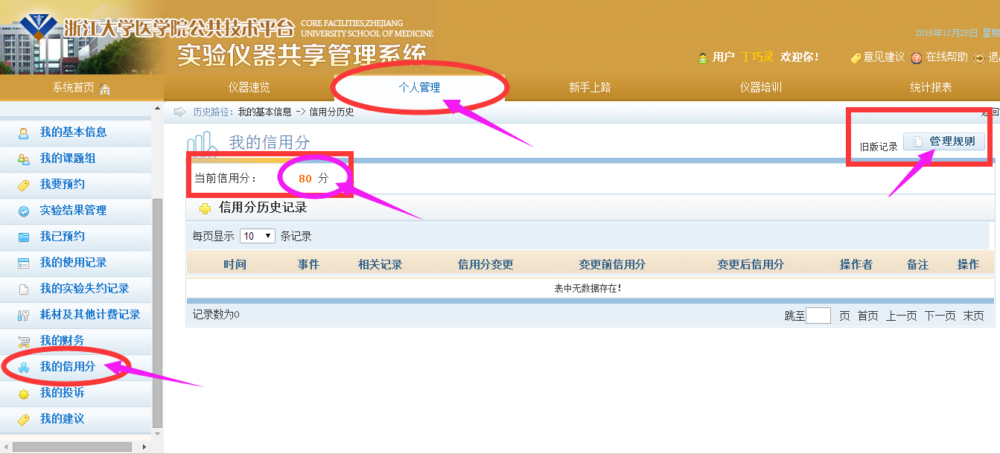 浙江大学医学院公共技术平台
CORE FACILITIES,ZHEJIANG
UNIVERSITY SCHOOL OF MEDICINE
实验仪器共享管理系统
2016年12月28日 星期
用户 丁巧灵 欢迎你!
意见建议 在线帮助 退
系统首页 仪器速览 个人管理 新手上路 仪器培训 统计报表
历史路径: 我的基本信息 -> 信用分历史
返回
我的信用分
旧版记录 管理规则
当前信用分: 80 分
信用分历史记录
每页显示 10 条记录
时间 事件 相关记录 信用分变更 变更前信用分 变更后信用分 操作者 备注 操作
表中无数据存在!
记录数为0
跳至 页 首页 上一页 下一页 末页
我的基本信息
我的课题组
我要预约
实验结果管理
我已预约
我的使用记录
我的实验失约记录
耗材及其他计费记录
我的财务
我的信用分
我的投诉
我的建议